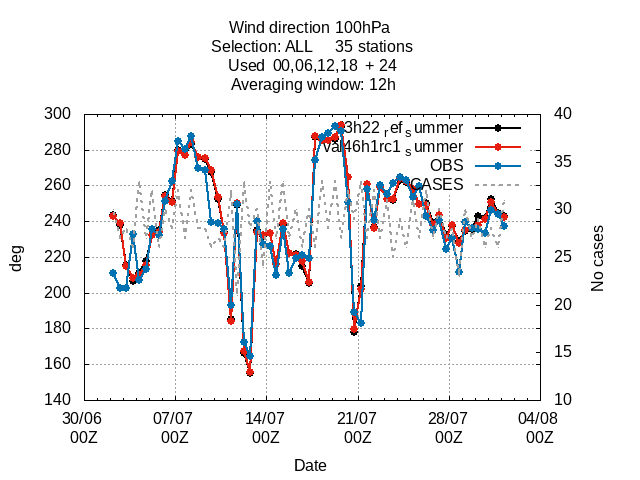 Wind direction 100hPa
Selection: ALL 35 stations
Used 00,06,12,18 + 24
Averaging window: 12h
300 40
280 35
260 30
240 25
220 20
200 15
180 10
160
140
deg
No cases
3h22refsummer
val46h1rc1summer
OBS
CASES
30/06 07/07 14/07 21/07 28/07 04/08
00Z 00Z 00Z 00Z 00Z 00Z
Date